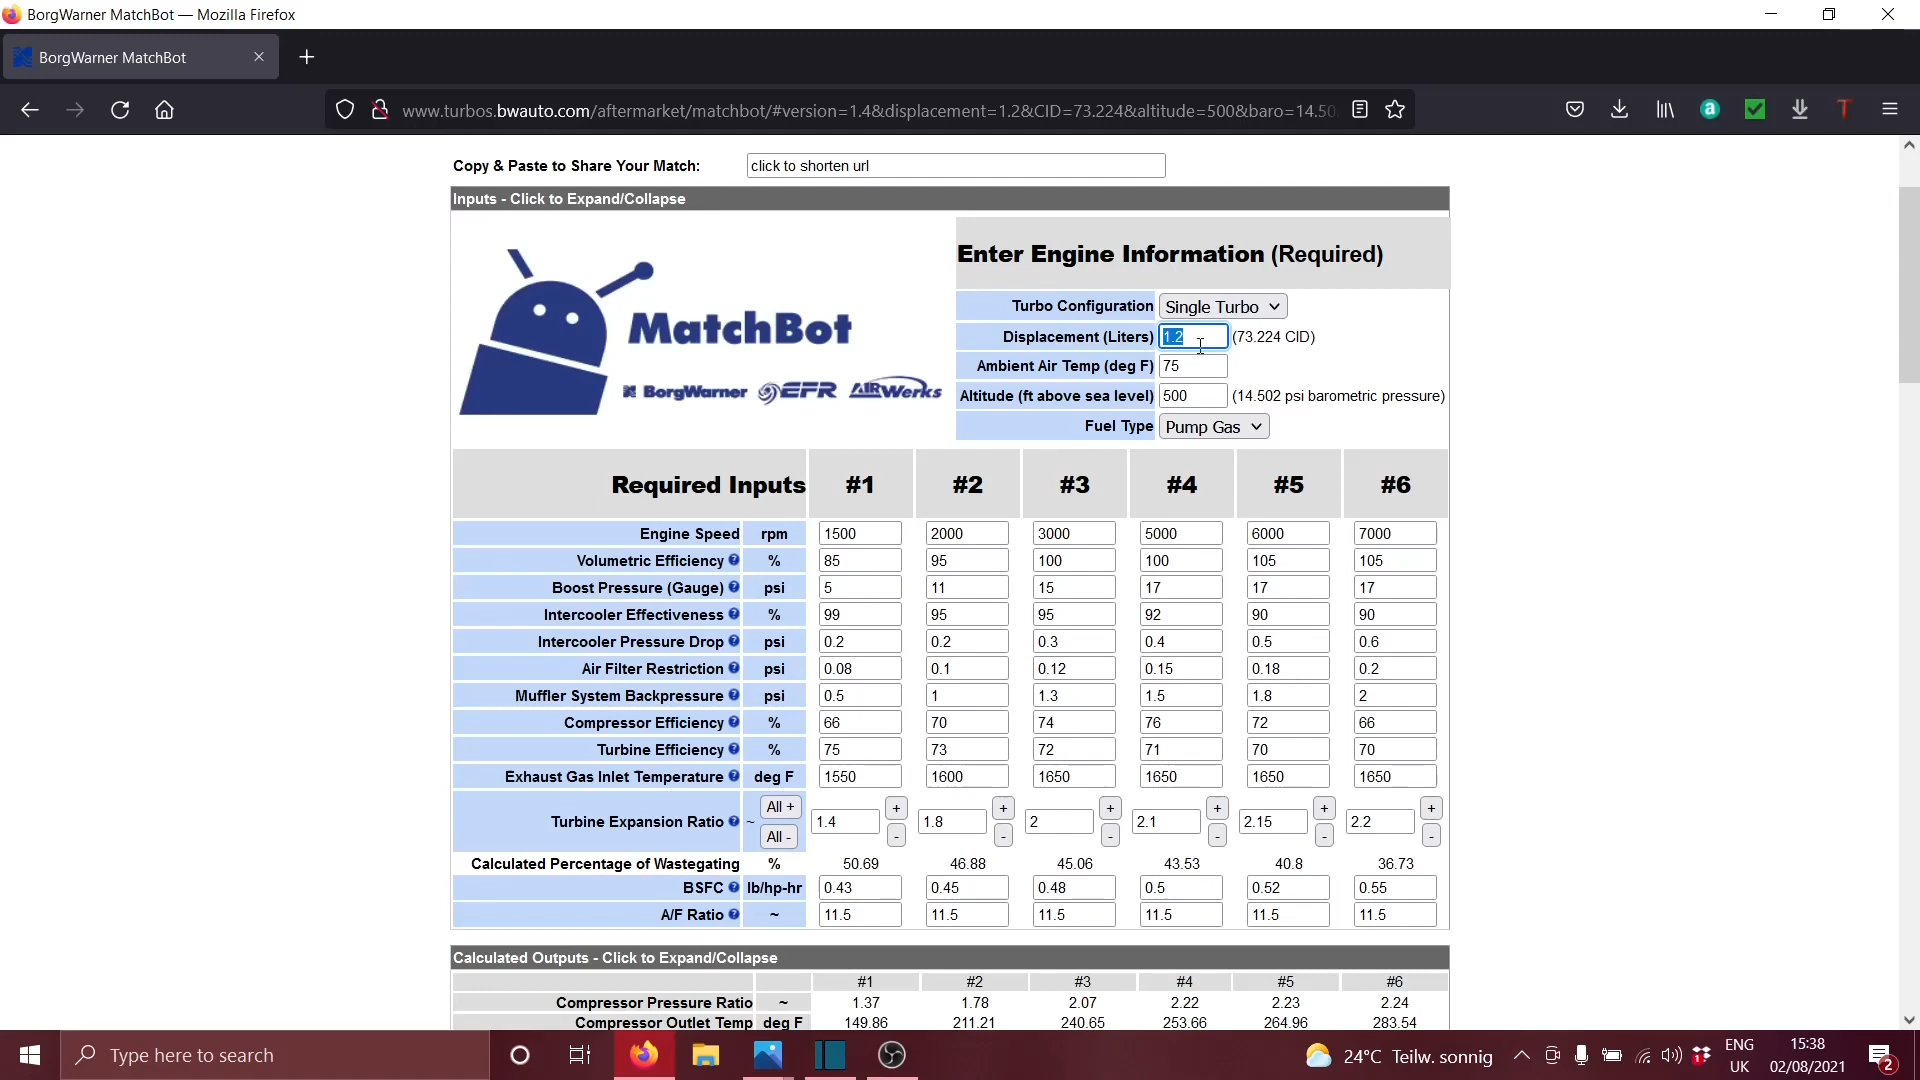 BorgWarner MatchBot — Mozilla Firefox
BorgWarner MatchBot
www.turbos.bwauto.com/aftermarket/matchbot/#version=1.4&displacement=1.2&CID=73.224&altitude=500&baro=14.50
Copy & Paste to Share Your Match: click to shorten url
Inputs - Click to Expand/Collapse
MatchBot
BorgWarner EFR AIRWerks
Enter Engine Information (Required)
Turbo Configuration Single Turbo
Displacement (Liters) 1.2 (73.224 CID)
Ambient Air Temp (deg F) 75
Altitude (ft above sea level) 500 (14.502 psi barometric pressure)
Fuel Type Pump Gas
Required Inputs #1 #2 #3 #4 #5 #6
Engine Speed rpm 1500 2000 3000 5000 6000 7000
Volumetric Efficiency ? % 85 95 100 100 105 105
Boost Pressure (Gauge) ? psi 5 11 15 17 17 17
Intercooler Effectiveness ? % 99 95 95 92 90 90
Intercooler Pressure Drop ? psi 0.2 0.2 0.3 0.4 0.5 0.6
Air Filter Restriction ? psi 0.08 0.1 0.12 0.15 0.18 0.2
Muffler System Backpressure ? psi 0.5 1 1.3 1.5 1.8 2
Compressor Efficiency ? % 66 70 74 76 72 66
Turbine Efficiency ? % 75 73 72 71 70 70
Exhaust Gas Inlet Temperature ? deg F 1550 1600 1650 1650 1650 1650
All + + + + + + +
Turbine Expansion Ratio ? ~ 1.4 1.8 2 2.1 2.15 2.2
All - - - - - - -
Calculated Percentage of Wastegating % 50.69 46.88 45.06 43.53 40.8 36.73
BSFC ? lb/hp-hr 0.43 0.45 0.48 0.5 0.52 0.55
A/F Ratio ? ~ 11.5 11.5 11.5 11.5 11.5 11.5
Calculated Outputs - Click to Expand/Collapse
#1 #2 #3 #4 #5 #6
Compressor Pressure Ratio ~ 1.37 1.78 2.07 2.22 2.23 2.24
Compressor Outlet Temp deg F 149.86 211.21 240.65 253.66 264.96 283.54
Type here to search
24°C Teilw. sonnig
ENG
UK
15:38
02/08/2021
2